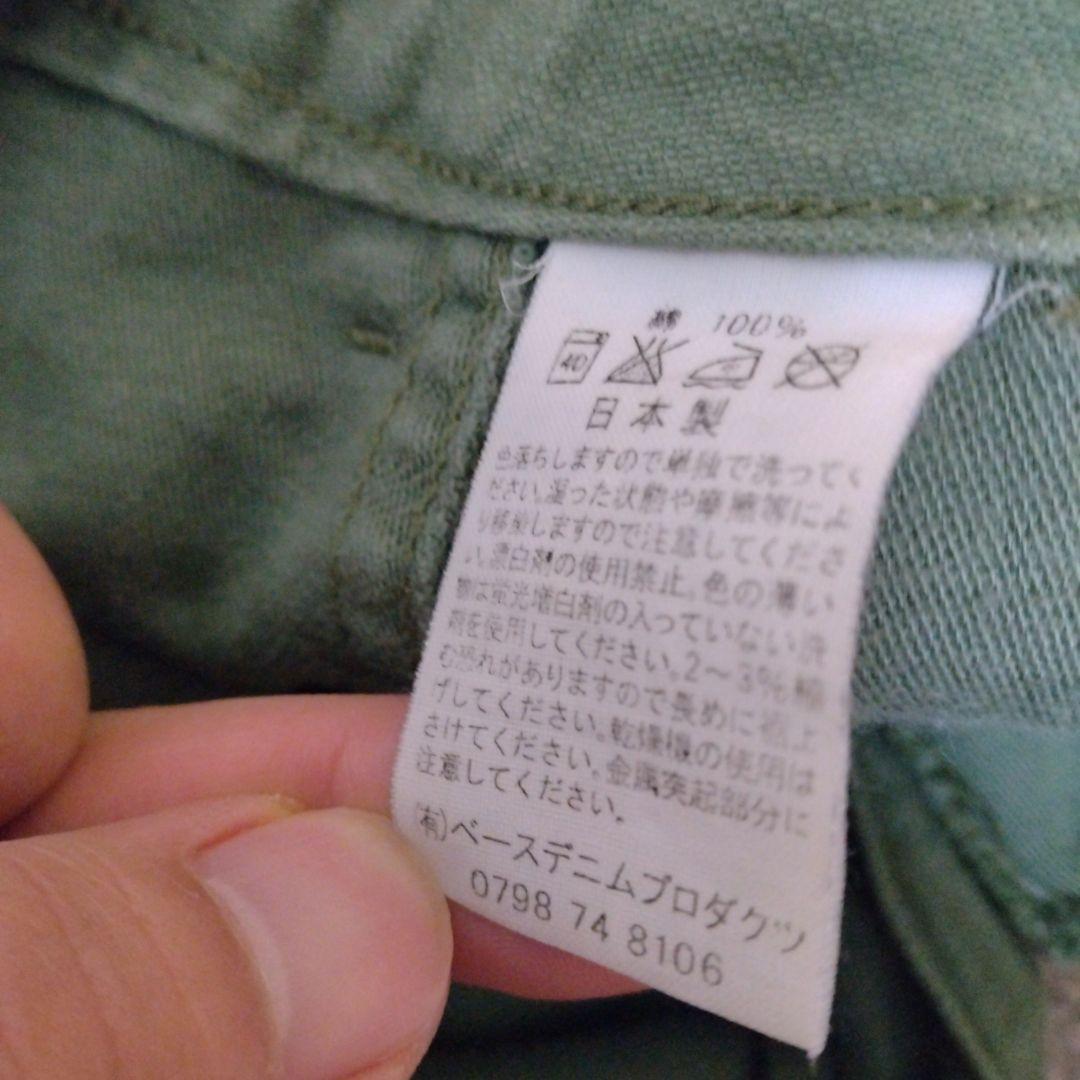 綿 100%
40
日本製
色落ちしますので単独で洗ってく
ださい。湿った状態や摩擦等によ
り移染しますので注意してくださ
い。漂白剤の使用禁止。色の薄い
物は蛍光増白剤の入っていない洗
剤を使用してください。2～3%縮
む恐れがありますので長めに裾上
げしてください。乾燥機の使用は
さけてください。金属突起部分に
注意してください。
(有)ベースデニムプロダクツ
0798 74 8106